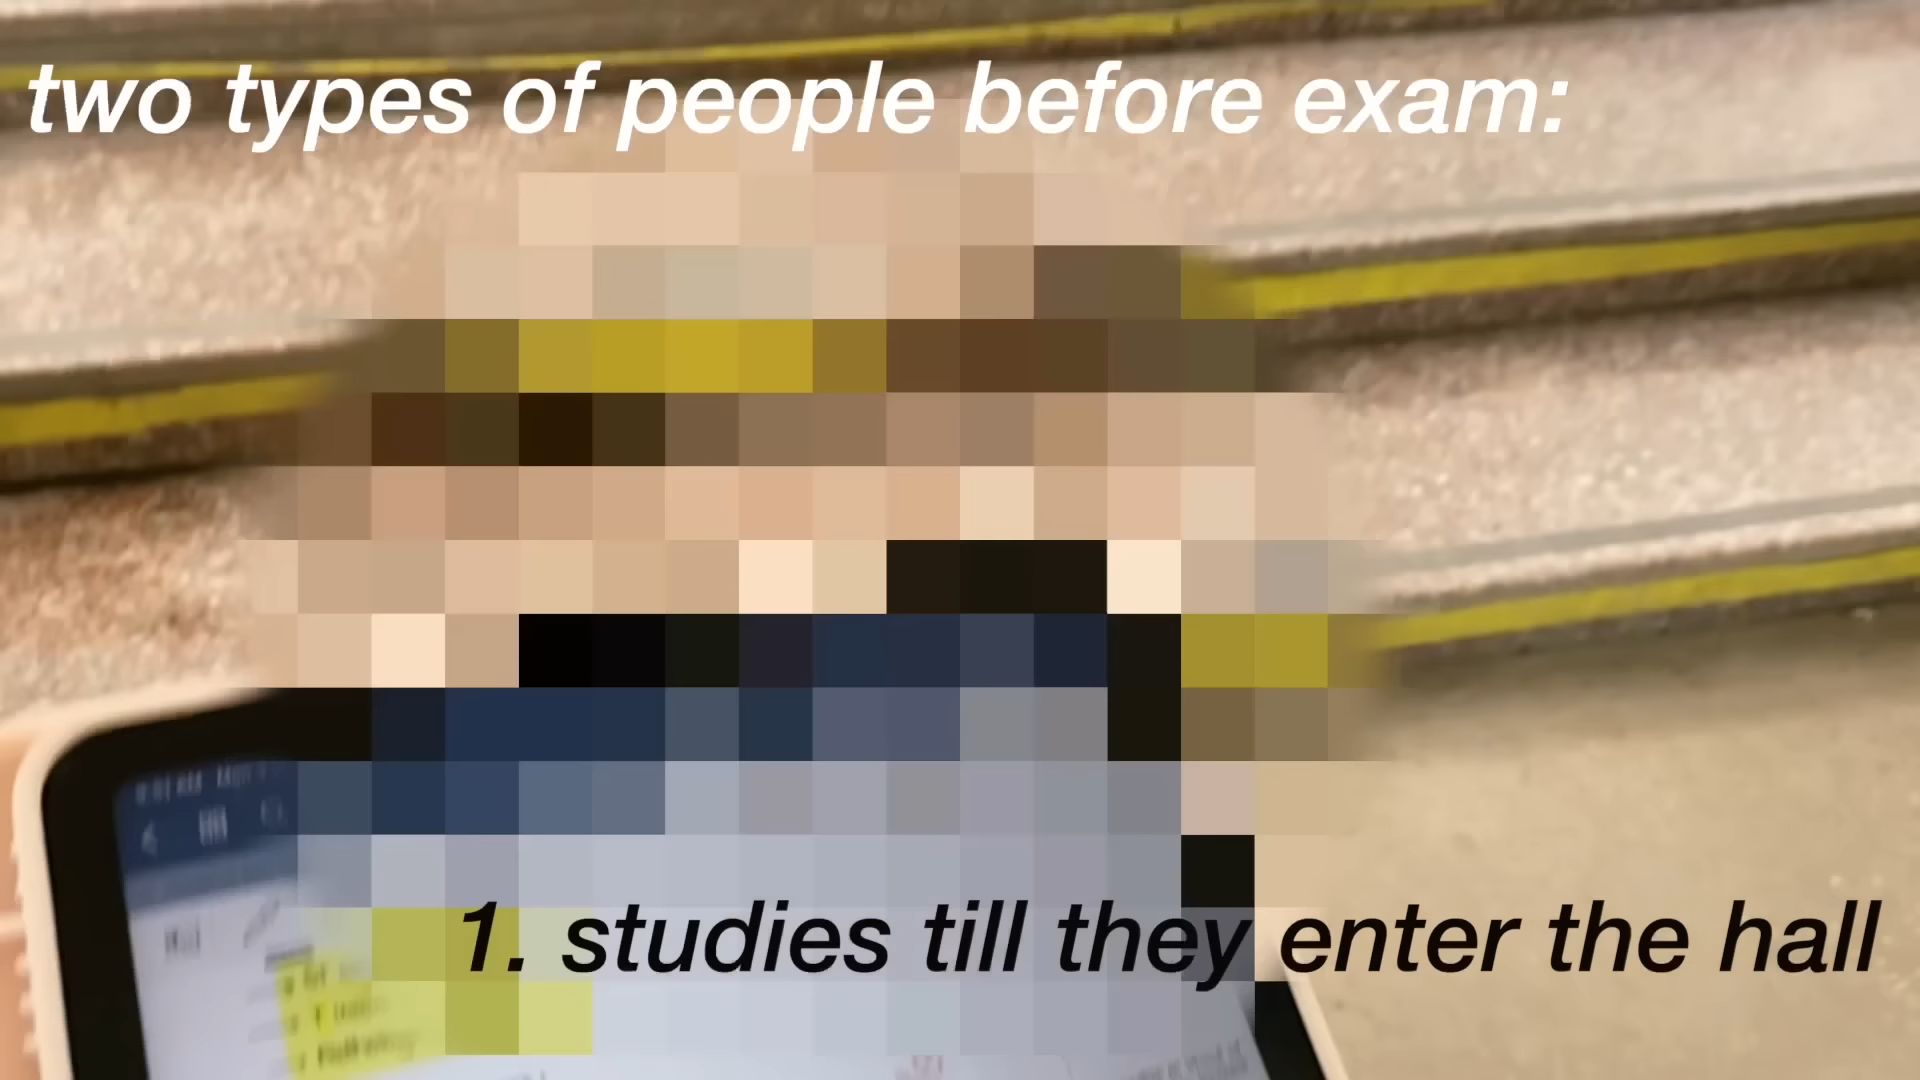 two types of people before exam:
1. studies till they enter the hall